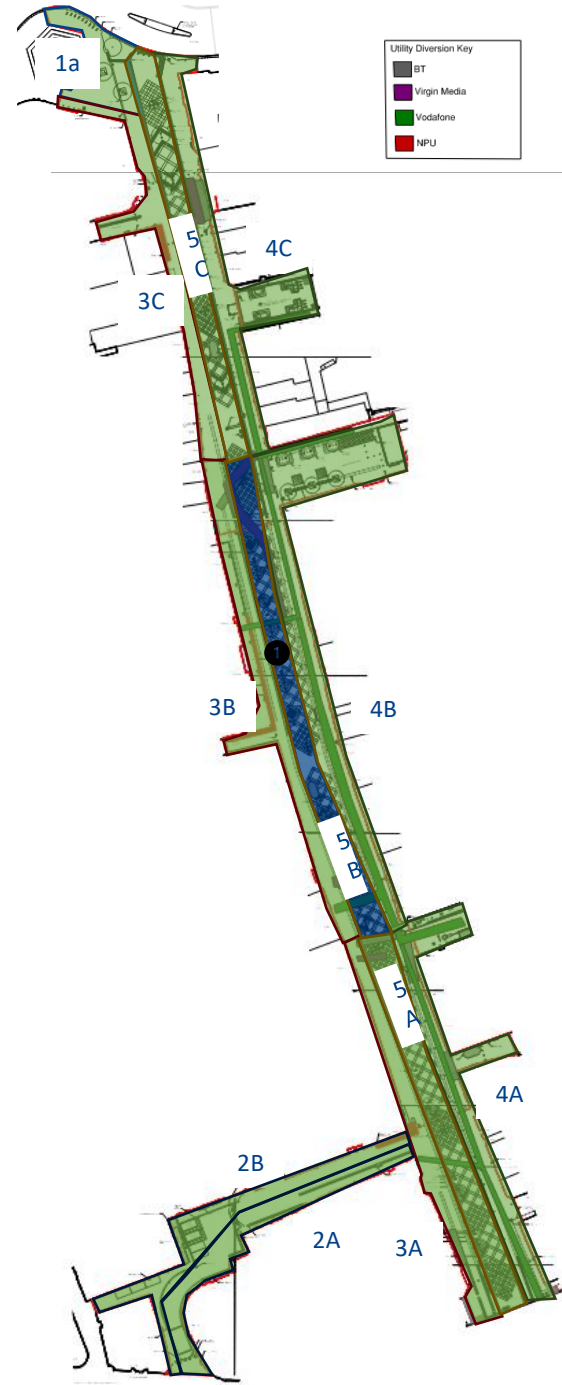 1a
Utility Diversion Key
BT
Virgin Media
Vodafone
NPU
5
C
4C
3C
1
3B
4B
5
B
5
A
4A
2B
2A
3A